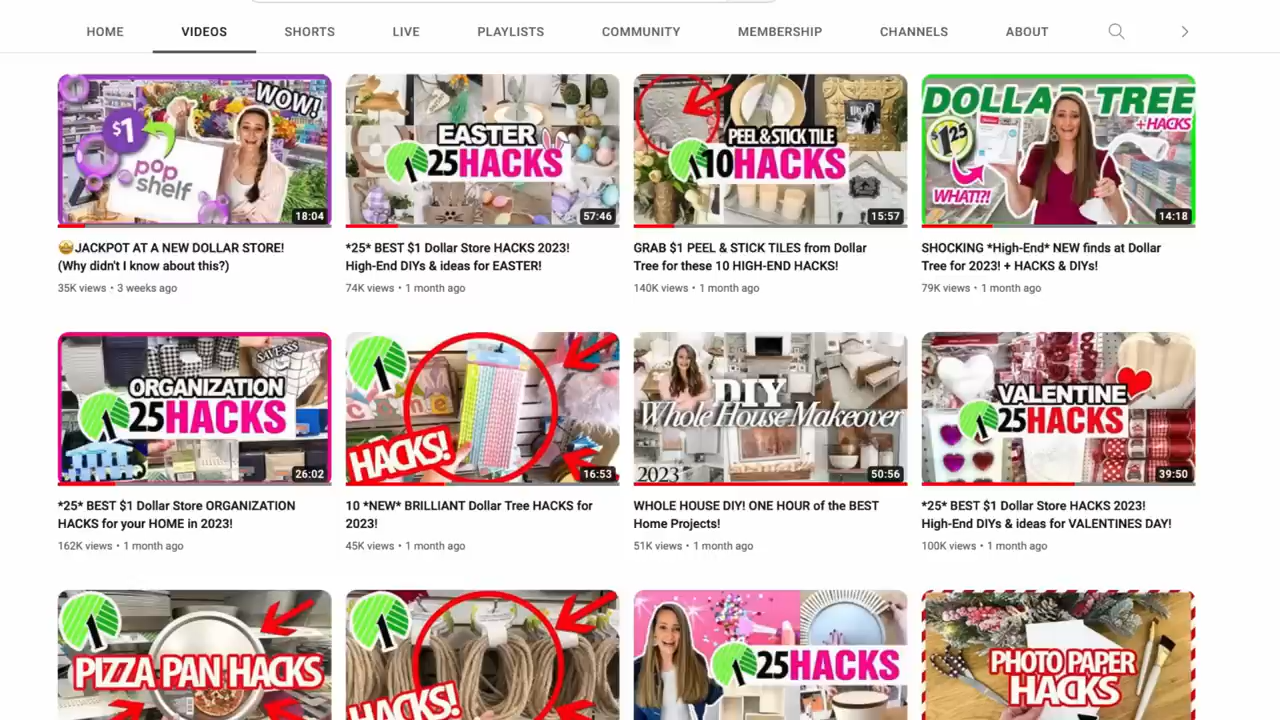 HOME VIDEOS SHORTS LIVE PLAYLISTS COMMUNITY MEMBERSHIP CHANNELS ABOUT
WOW!
$1
pop
shelf
18:04
EASTER
25HACKS
57:46
PEEL & STICK TILE
10HACKS
15:57
DOLLAR TREE
+HACKS
$1.25
WHAT!?!
14:18
🤩JACKPOT AT A NEW DOLLAR STORE!
(Why didn't I know about this?)
35K views • 3 weeks ago
*25* BEST $1 Dollar Store HACKS 2023!
High-End DIYs & ideas for EASTER!
74K views • 1 month ago
GRAB $1 PEEL & STICK TILES from Dollar
Tree for these 10 HIGH-END HACKS!
140K views • 1 month ago
SHOCKING *High-End* NEW finds at Dollar
Tree for 2023! + HACKS & DIYs!
79K views • 1 month ago
SAVE$$$
ORGANIZATION
25HACKS
26:02
come
HACKS!
16:53
DIY
Whole House Makeover
2023
50:56
VALENTINE
25HACKS
39:50
*25* BEST $1 Dollar Store ORGANIZATION
HACKS for your HOME in 2023!
162K views • 1 month ago
10 *NEW* BRILLIANT Dollar Tree HACKS for
2023!
45K views • 1 month ago
WHOLE HOUSE DIY! ONE HOUR of the BEST
Home Projects!
51K views • 1 month ago
*25* BEST $1 Dollar Store HACKS 2023!
High-End DIYs & ideas for VALENTINES DAY!
100K views • 1 month ago
PIZZA PAN HACKS
HACKS!
25HACKS
PHOTO PAPER
HACKS